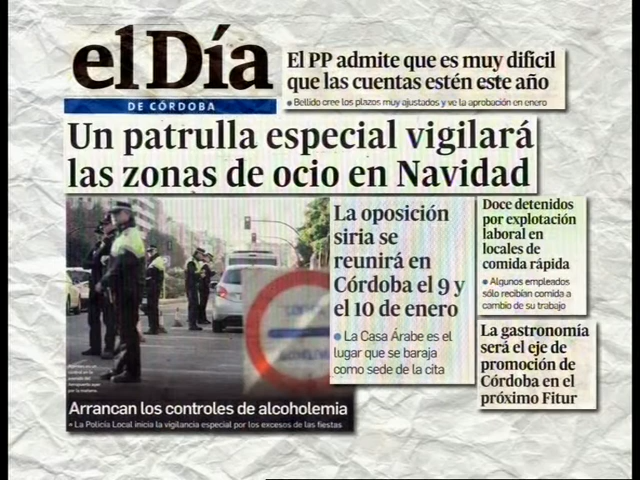 el Día
DE CÓRDOBA
El PP admite que es muy difícil
que las cuentas estén este año
Bellido cree los plazos muy ajustados y ve la aprobación en enero
Un patrulla especial vigilará
las zonas de ocio en Navidad
La oposición
siria se
reunirá en
Córdoba el 9 y
el 10 de enero
La Casa Árabe es el
lugar que se baraja
como sede de la cita
Doce detenidos
por explotación
laboral en
locales de
comida rápida
Algunos empleados
sólo recibían comida a
cambio de su trabajo
La gastronomía
será el eje de
promoción de
Córdoba en el
próximo Fitur
Arrancan los controles de alcoholemia
La Policía Local inicia la vigilancia especial por los excesos de las fiestas